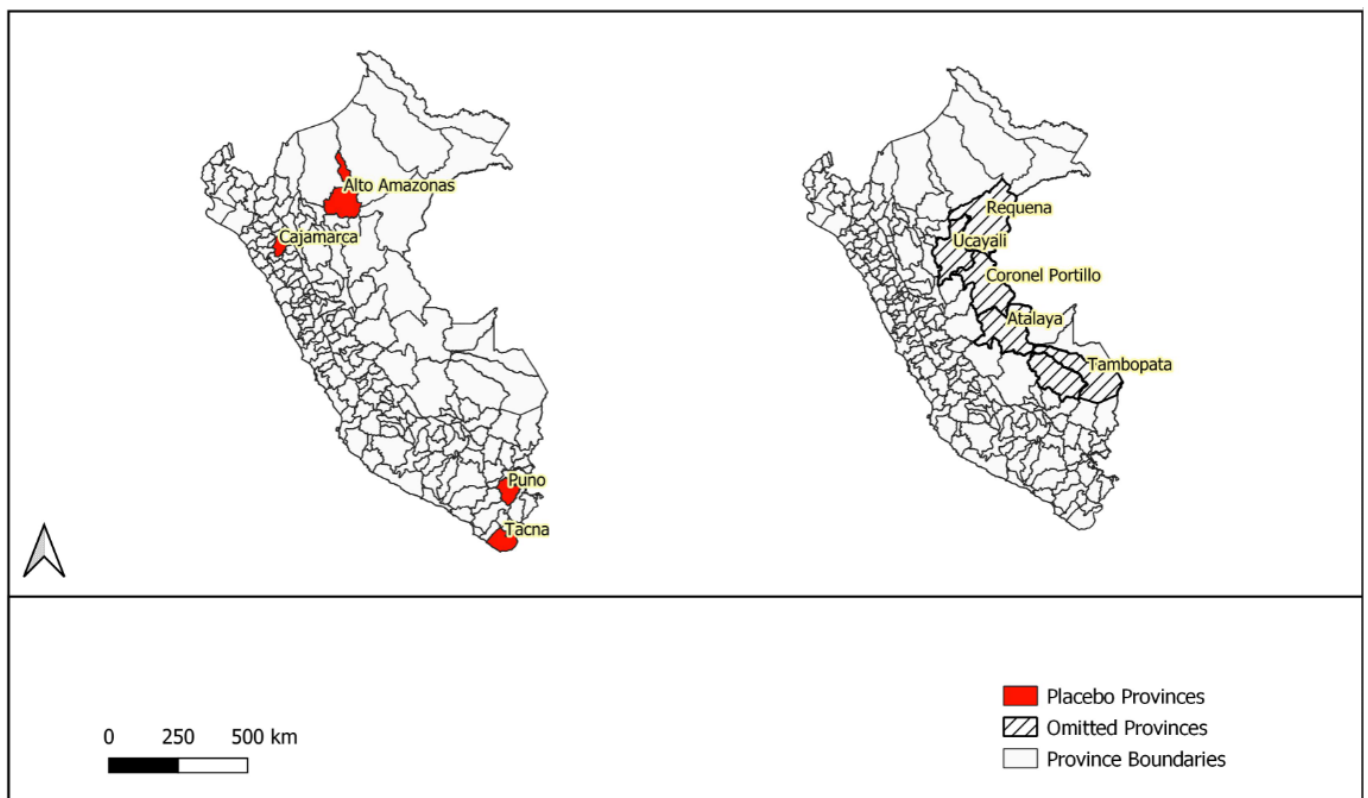 Alto Amazonas
Cajamarca
Puno
Tacna
Requena
Ucayali
Coronel Portillo
Atalaya
Tambopata
0 250 500 km
Placebo Provinces
Omitted Provinces
Province Boundaries